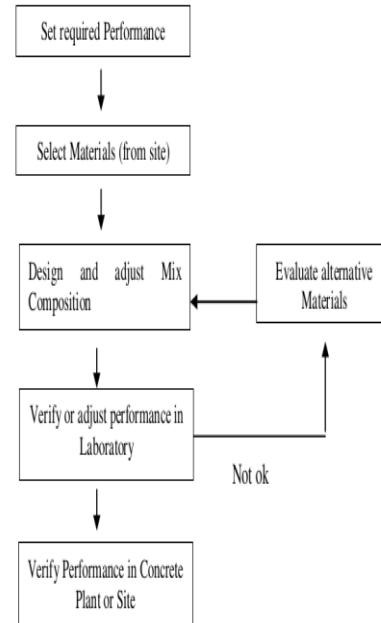 Set required Performance
Select Materials (from site)
Design and adjust Mix
Composition
Evaluate alternative
Materials
Verify or adjust performance in
Laboratory
Not ok
Verify Performance in Concrete
Plant or Site